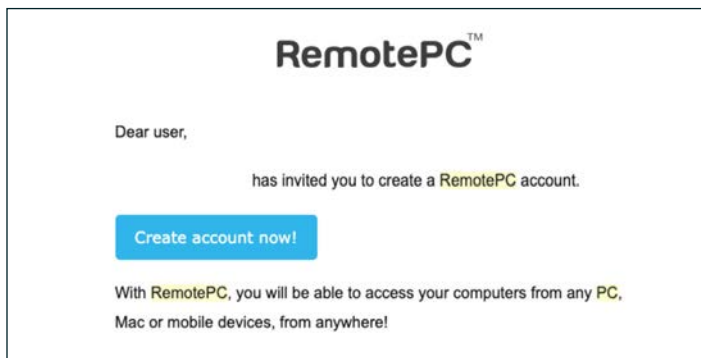 RemotePC™
Dear user,
has invited you to create a RemotePC account.
Create account now!
With RemotePC, you will be able to access your computers from any PC,
Mac or mobile devices, from anywhere!